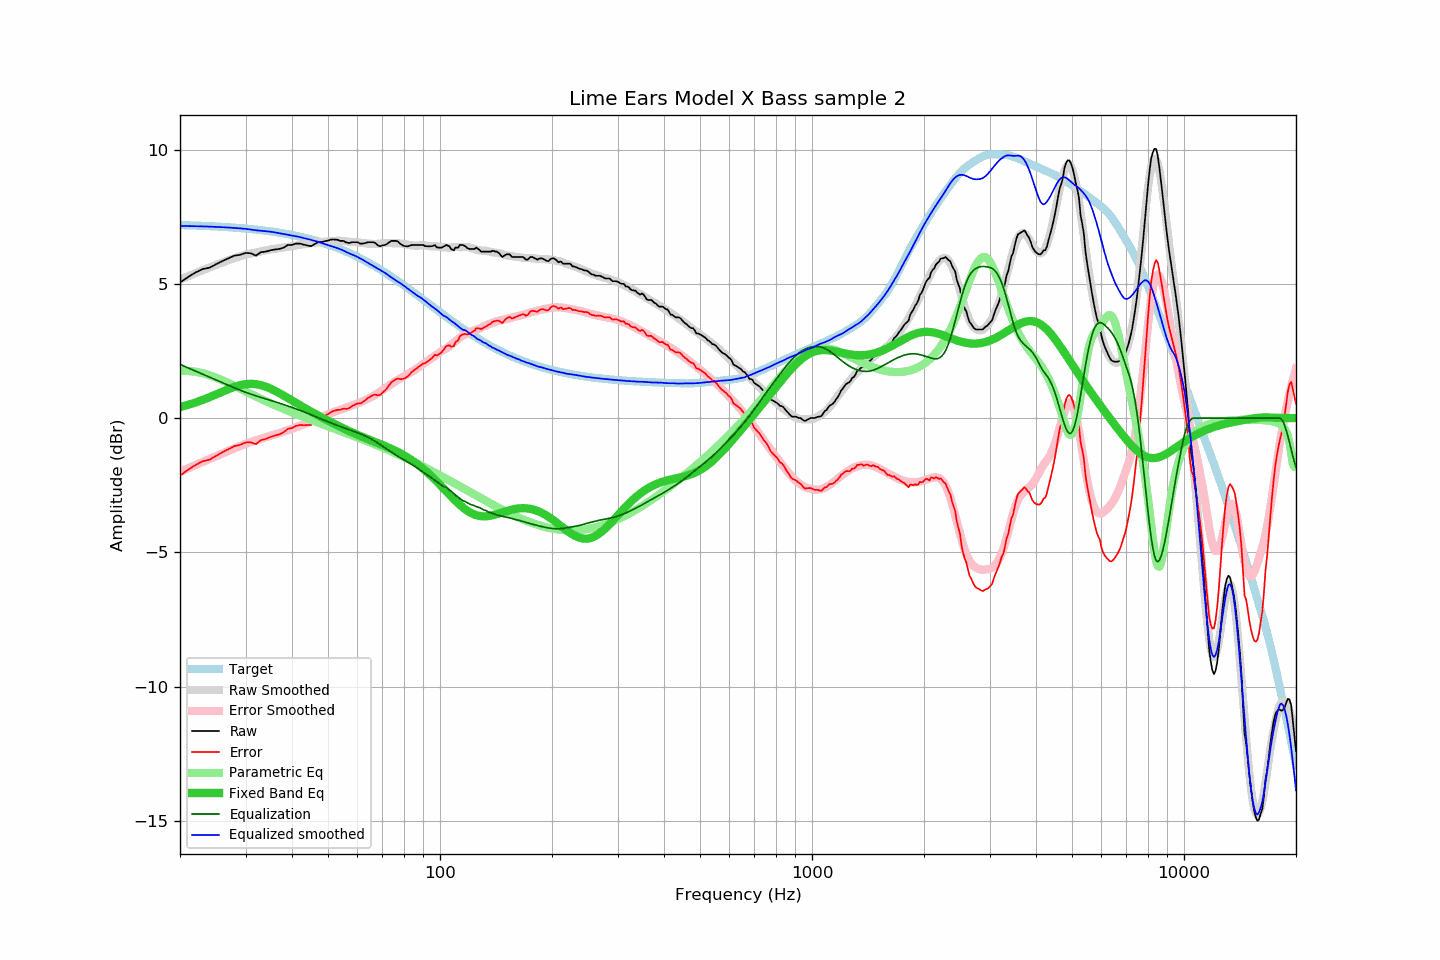 Lime Ears Model X Bass sample 2
10
5
0
−5
−10
−15
Amplitude (dBr)
Target
Raw Smoothed
Error Smoothed
Raw
Error
Parametric Eq
Fixed Band Eq
Equalization
Equalized smoothed
100
1000
10000
Frequency (Hz)